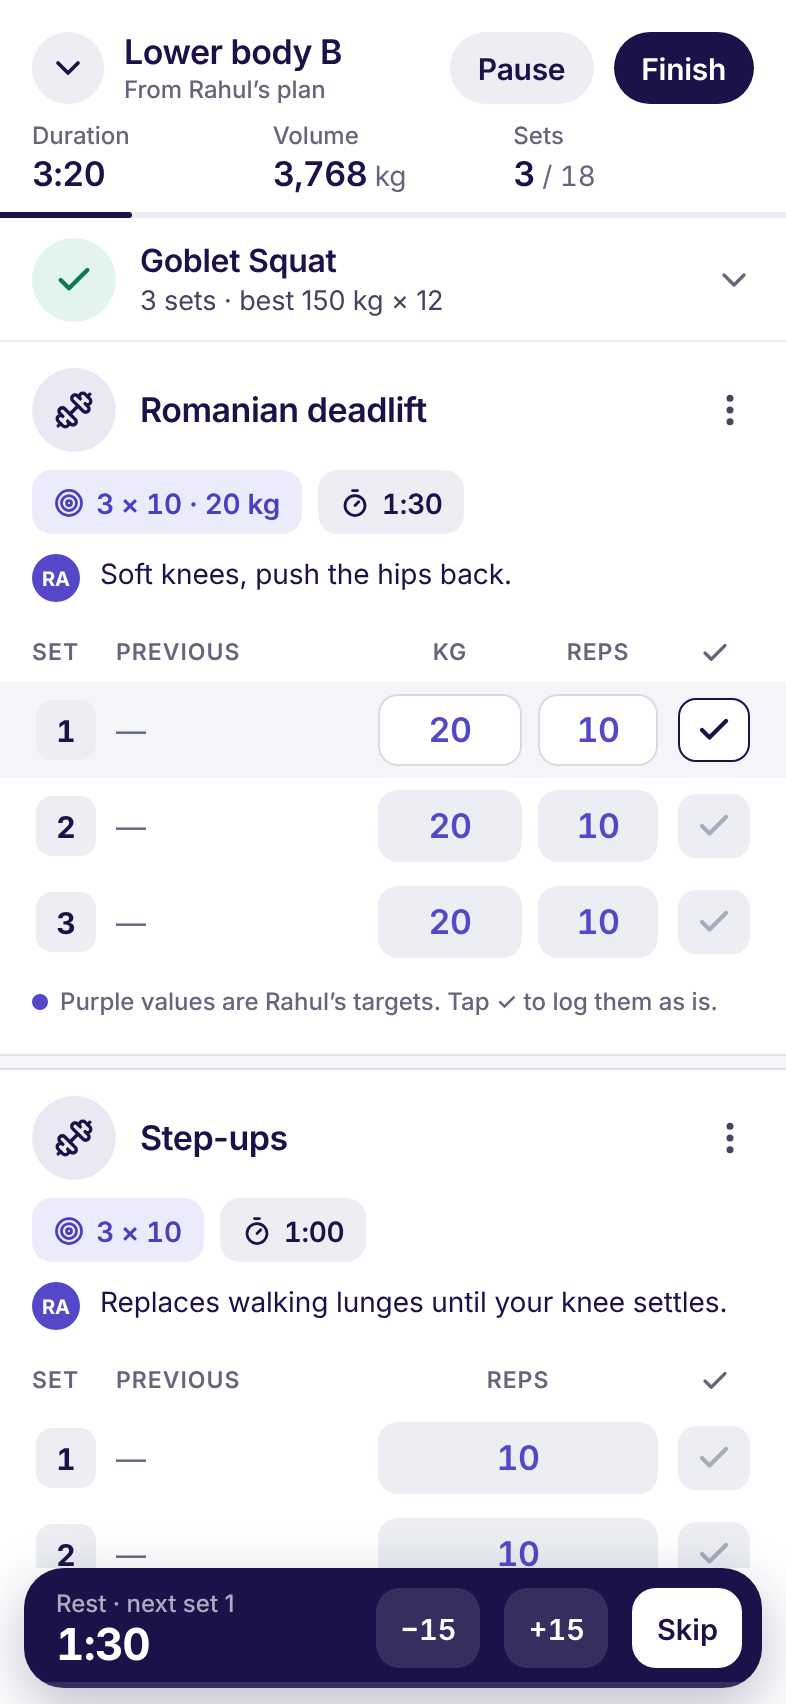 Lower body B
From Rahul’s plan
Pause
Finish
Duration
Volume
Sets
3:20
3,768 kg
3 / 18
Goblet Squat
3 sets · best 150 kg × 12
Romanian deadlift
3 × 10 · 20 kg
1:30
RA
Soft knees, push the hips back.
SET PREVIOUS KG REPS ✓
1 — 20 10
2 — 20 10
3 — 20 10
Purple values are Rahul’s targets. Tap ✓ to log them as is.
Step-ups
3 × 10
1:00
RA
Replaces walking lunges until your knee settles.
SET PREVIOUS REPS ✓
1 — 10
2 — 10
Rest · next set 1
1:30
−15
+15
Skip